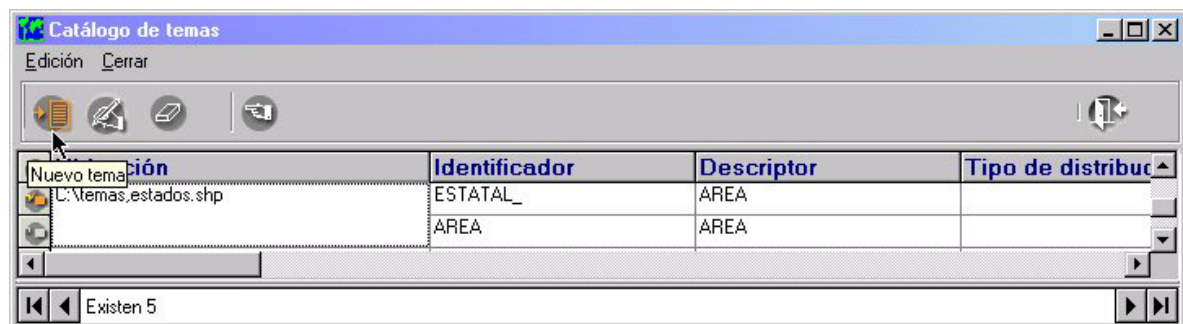 Catálogo de temas
Edición Cerrar
Nuevo tema
ción Identificador Descriptor Tipo de distribuc
C:\temas,estados.shp ESTATAL_ AREA
AREA AREA
Existen 5